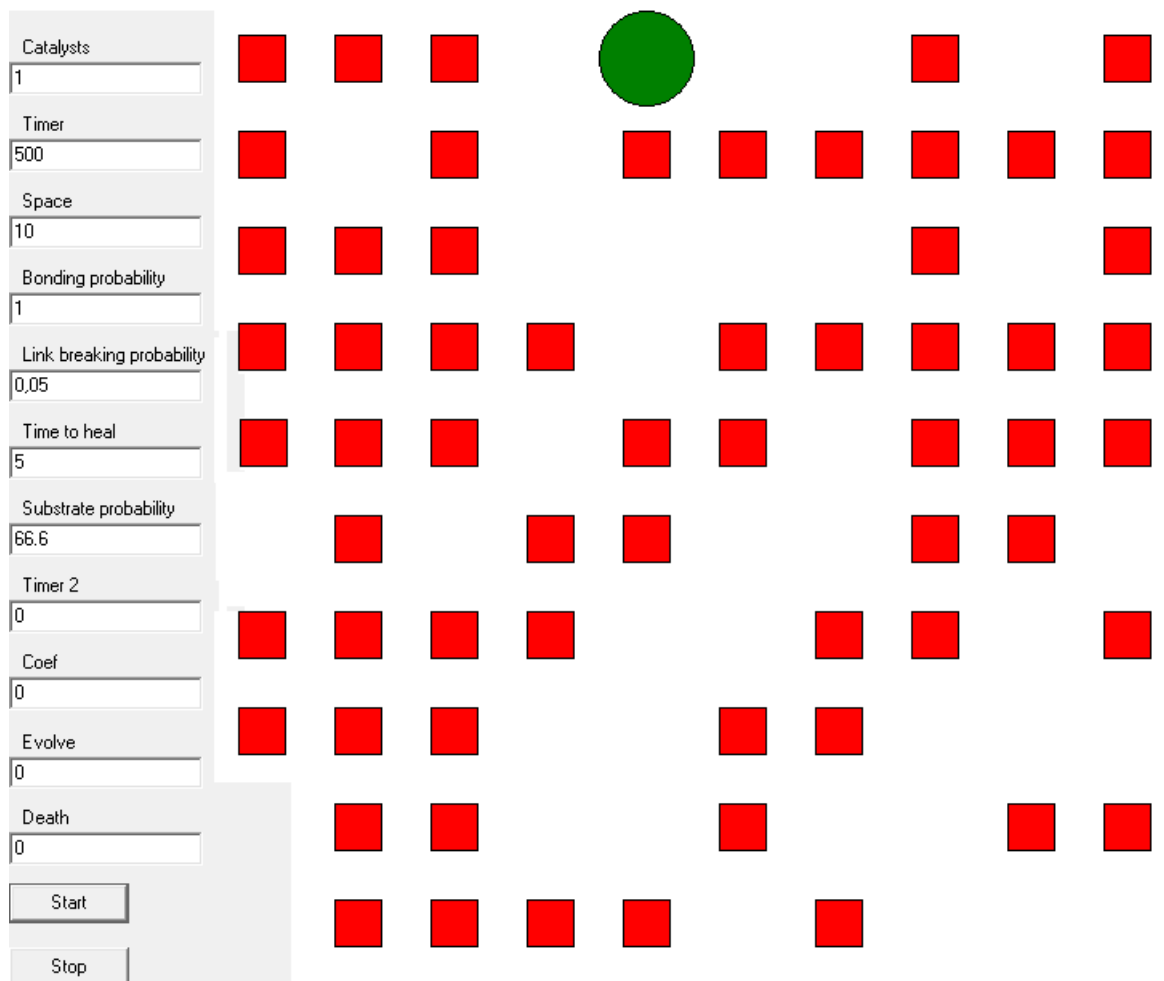 Catalysts
1
Timer
500
Space
10
Bonding probability
1
Link breaking probability
0,05
Time to heal
5
Substrate probability
66.6
Timer 2
0
Coef
0
Evolve
0
Death
0
Start
Stop